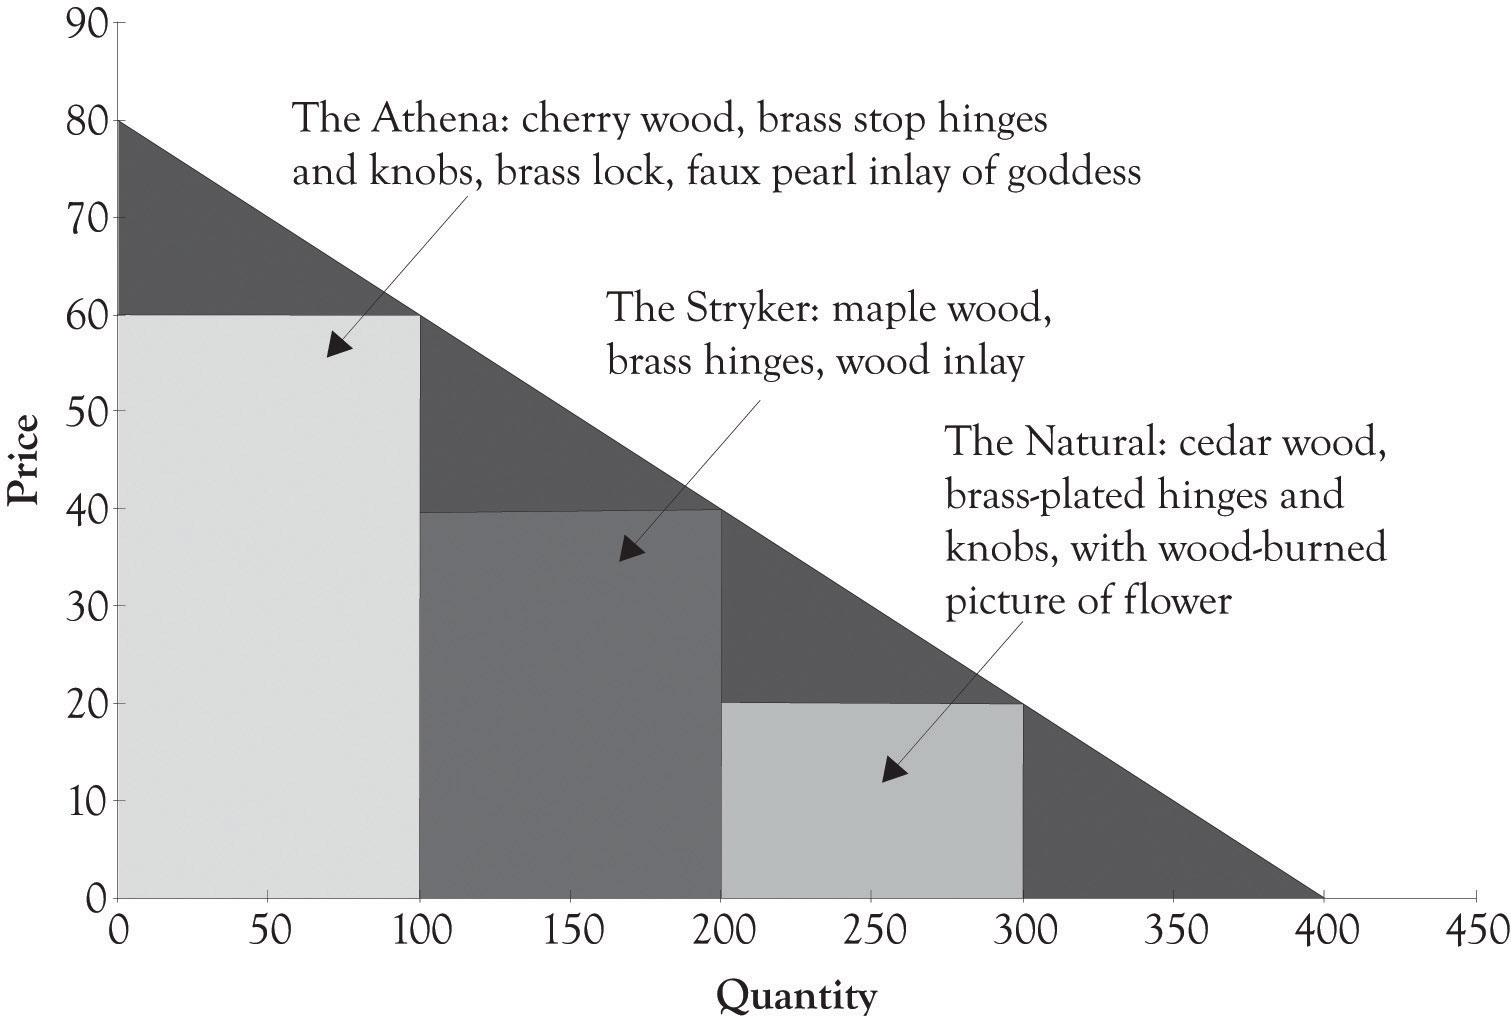 90
80
70
60
50
40
30
20
10
0
Price
The Athena: cherry wood, brass stop hinges
and knobs, brass lock, faux pearl inlay of goddess
The Stryker: maple wood,
brass hinges, wood inlay
The Natural: cedar wood,
brass-plated hinges and
knobs, with wood-burned
picture of flower
0 50 100 150 200 250 300 350 400 450
Quantity